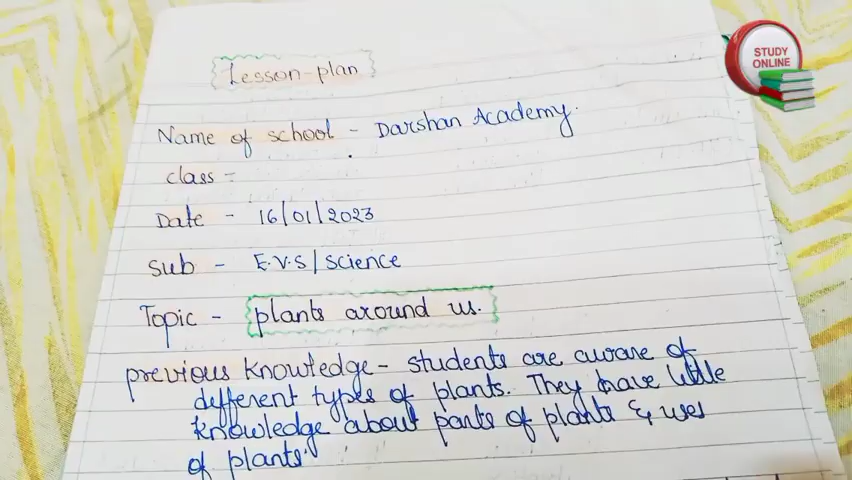 Lesson-plan
STUDY
ONLINE
Name of school - Darshan Academy.
class -
Date - 16/01/2023
Sub - E.V.S/Science
Topic - plants around us.
previous knowledge - students are aware of
different types of plants. They have little
knowledge about parts of plants & uses
of plants.